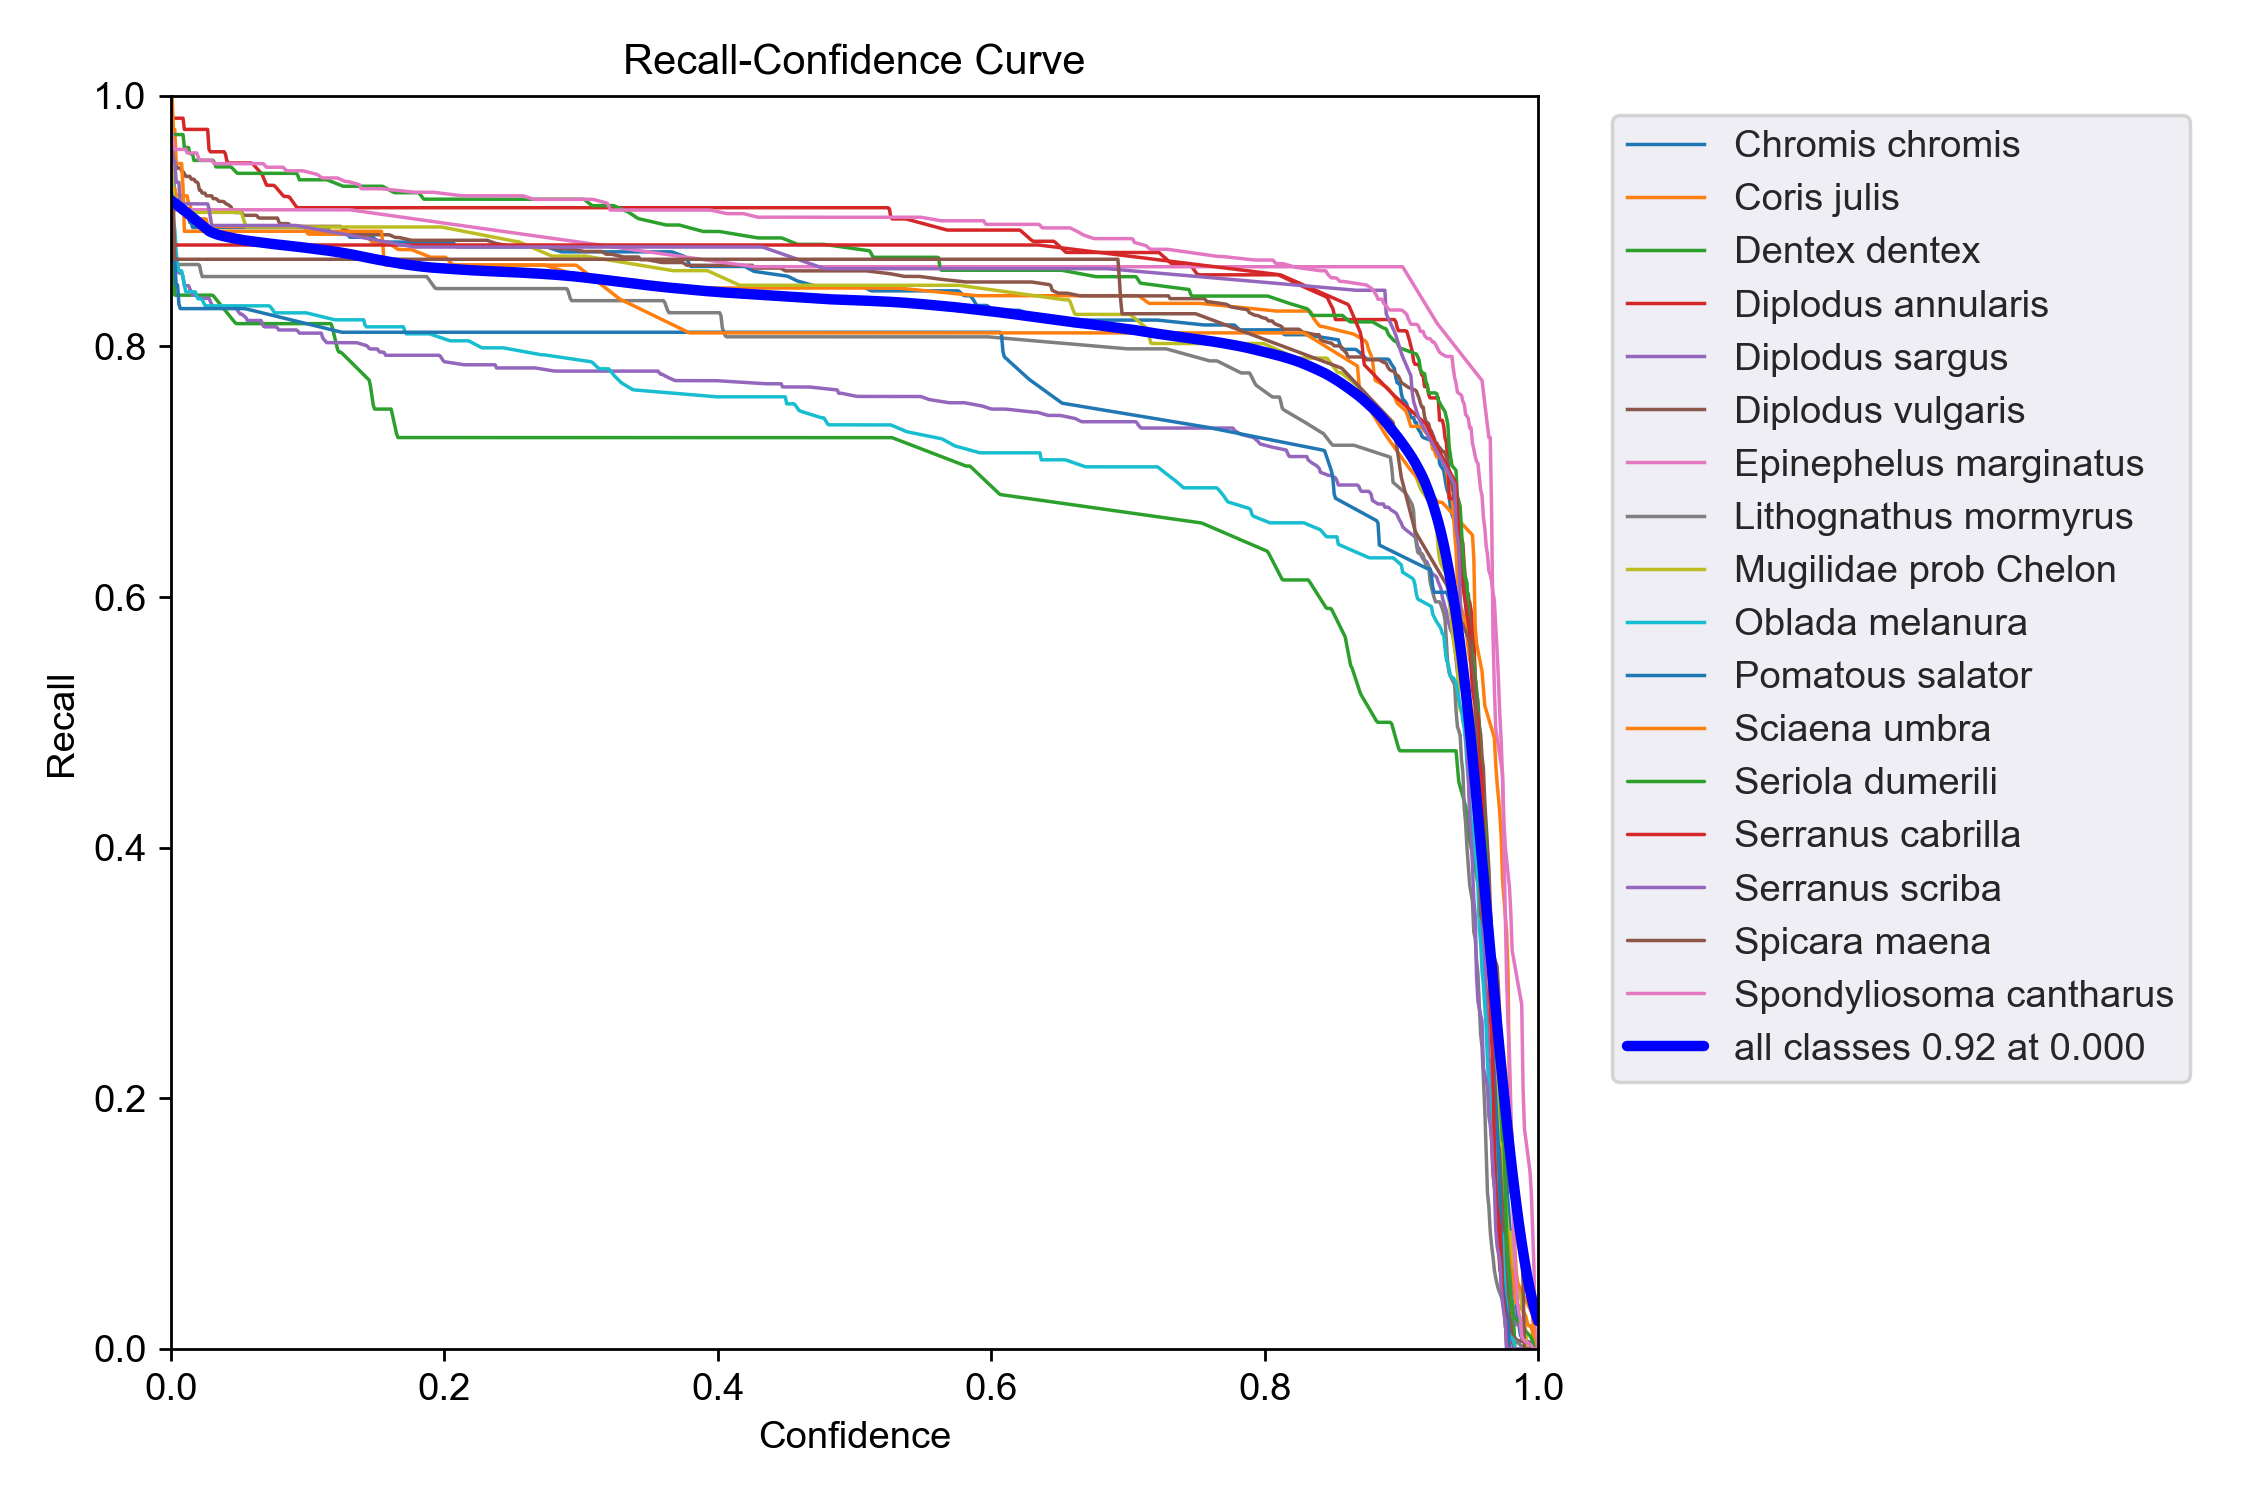 Recall-Confidence Curve
1.0
0.8
0.6
0.4
0.2
0.0
Recall
0.0 0.2 0.4 0.6 0.8 1.0
Confidence
Chromis chromis
Coris julis
Dentex dentex
Diplodus annularis
Diplodus sargus
Diplodus vulgaris
Epinephelus marginatus
Lithognathus mormyrus
Mugilidae prob Chelon
Oblada melanura
Pomatous salator
Sciaena umbra
Seriola dumerili
Serranus cabrilla
Serranus scriba
Spicara maena
Spondyliosoma cantharus
all classes 0.92 at 0.000